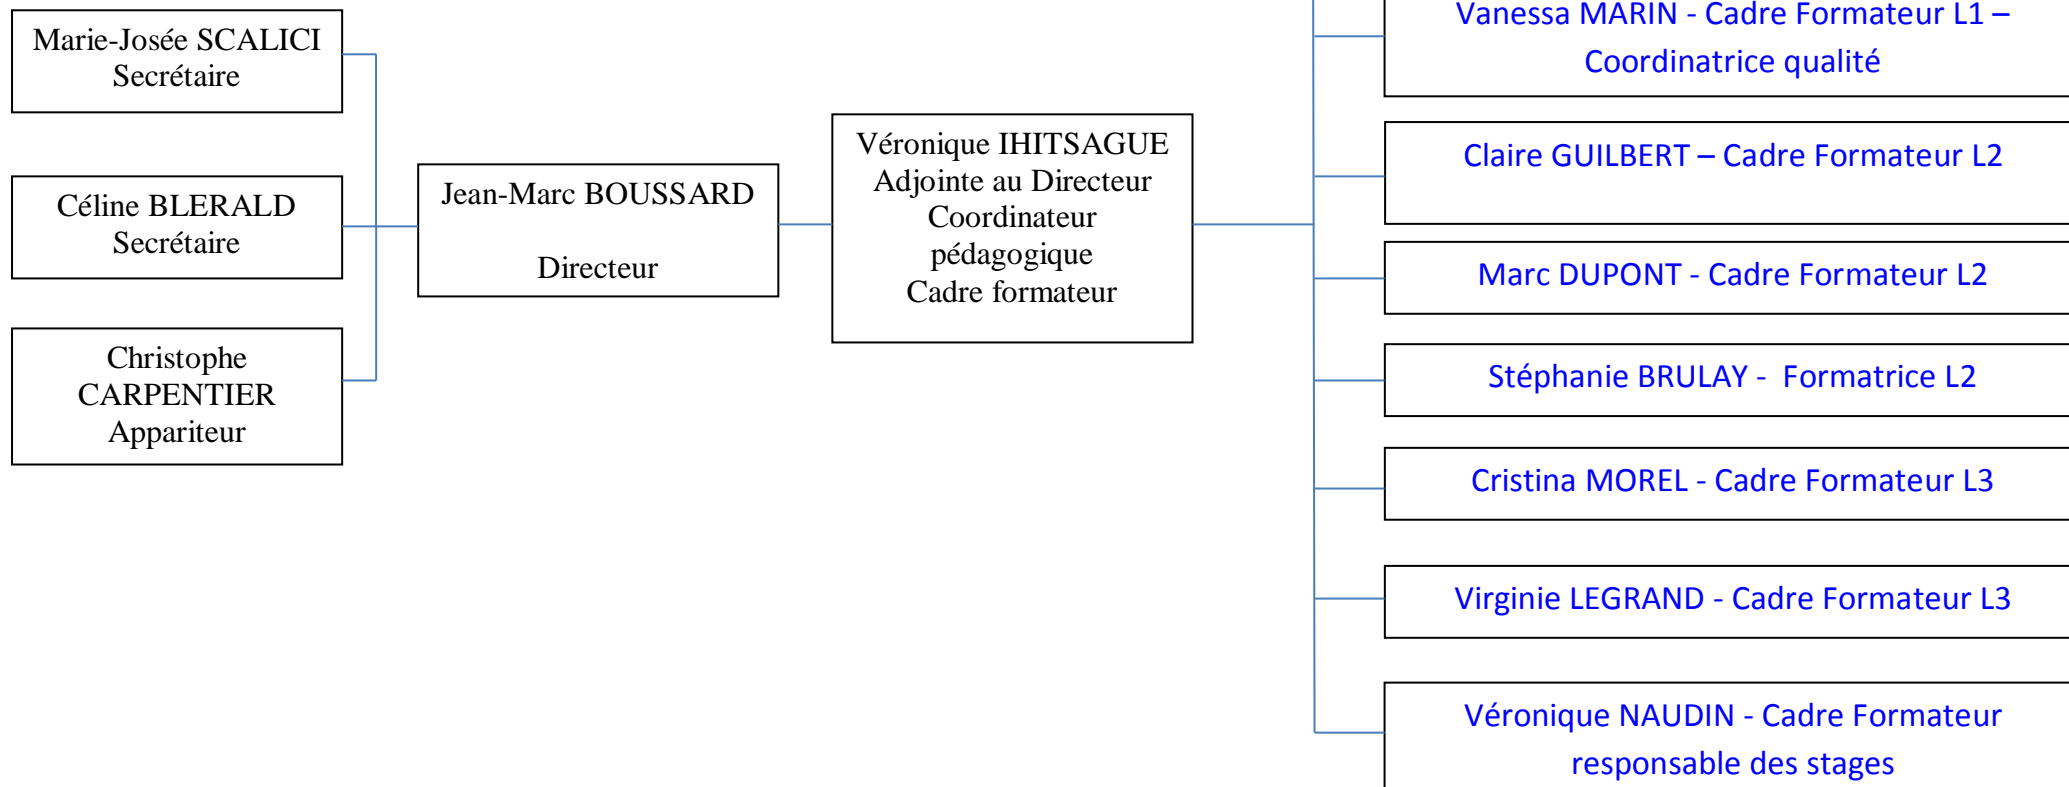 Marie-Josée SCALICI
Secrétaire
Céline BLERALD
Secrétaire
Christophe
CARPENTIER
Appariteur
Jean-Marc BOUSSARD
Directeur
Véronique IHITSAGUE
Adjointe au Directeur
Coordinateur
pédagogique
Cadre formateur
Vanessa MARIN - Cadre Formateur L1 –
Coordinatrice qualité
Claire GUILBERT – Cadre Formateur L2
Marc DUPONT - Cadre Formateur L2
Stéphanie BRULAY -  Formatrice L2
Cristina MOREL - Cadre Formateur L3
Virginie LEGRAND - Cadre Formateur L3
Véronique NAUDIN - Cadre Formateur
responsable des stages